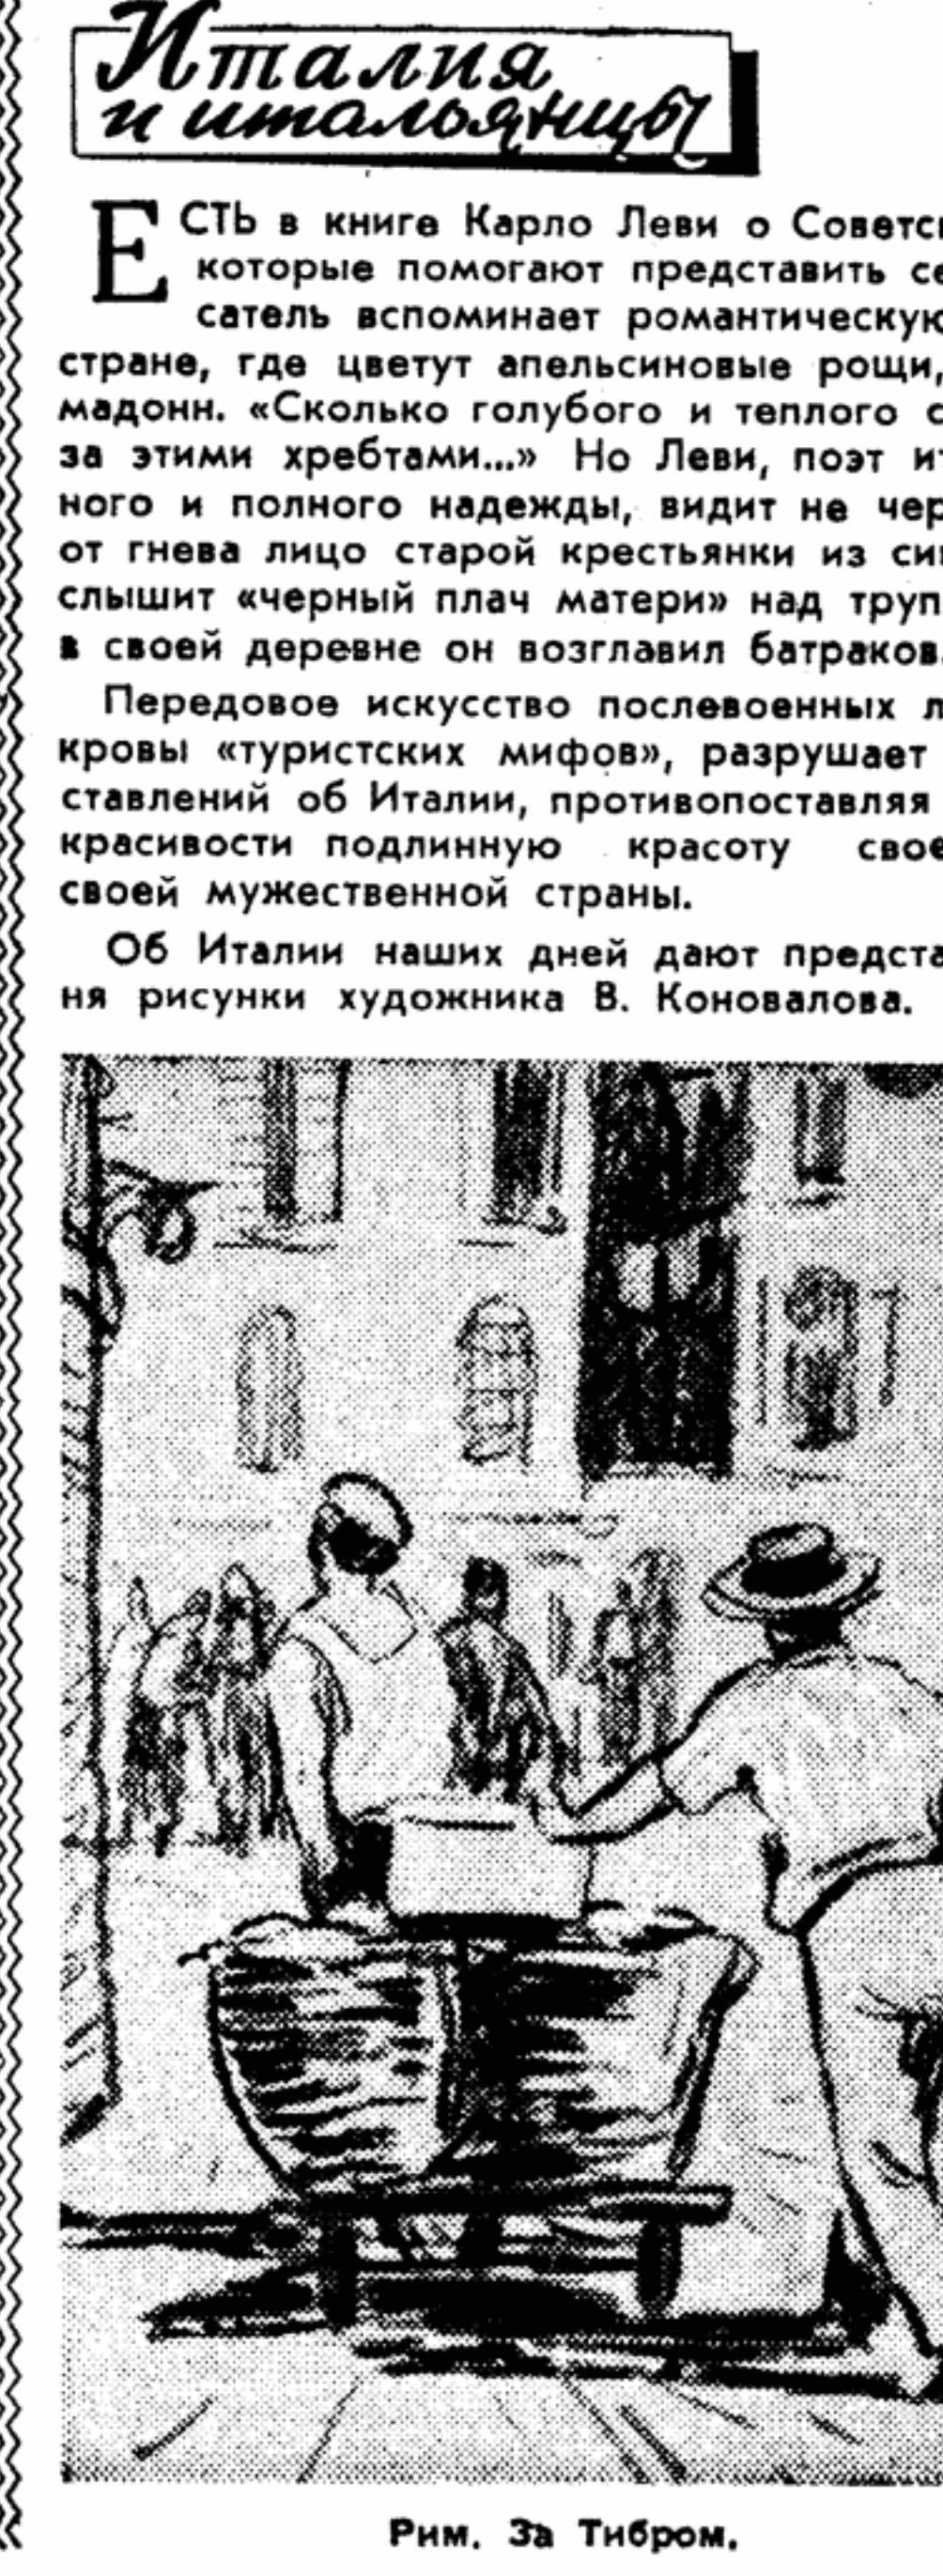 Италия
и итальянцы
ЕСТЬ в книге Карло Леви о Советс
которые помогают представить се
сатель вспоминает романтическую
стране, где цветут апельсиновые рощи,
мадонн. «Сколько голубого и теплого с
за этими хребтами...» Но Леви, поэт ит
ного и полного надежды, видит не чер
от гнева лицо старой крестьянки из си
слышит «черный плач матери» над труп
в своей деревне он возглавил батраков.
Передовое искусство послевоенных л
кровы «туристских мифов», разрушает
ставлений об Италии, противопоставляя
красивости подлинную красоту свое
своей мужественной страны.
Об Италии наших дней дают предста
ня рисунки художника В. Коновалова.
Рим. За Тибром.